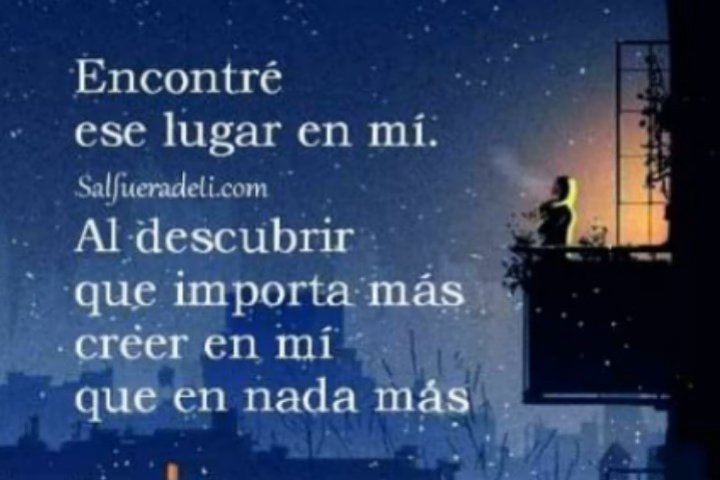 Encontré
ese lugar en mí.
Salfueradeti.com
Al descubrir
que importa más
creer en mí
que en nada más